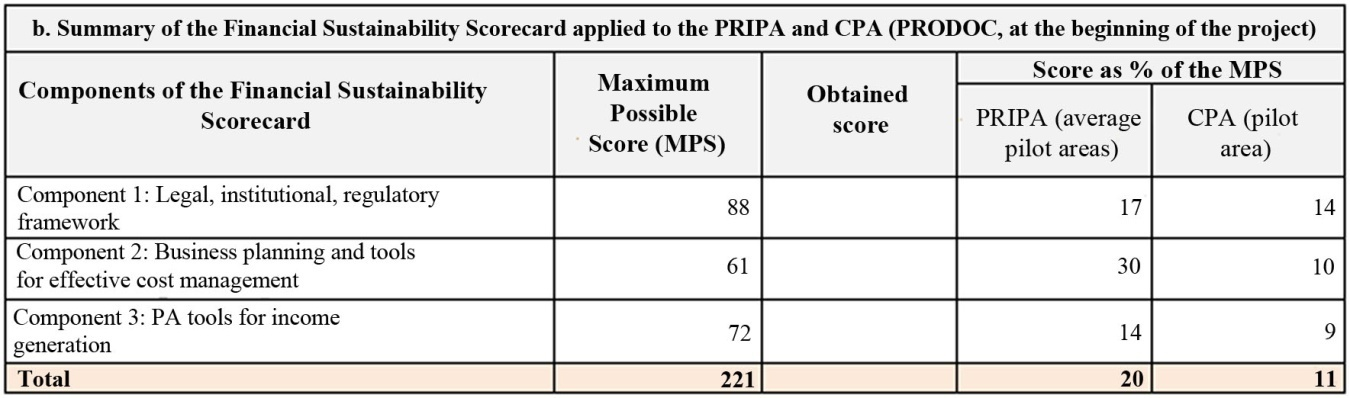 b. Summary of the Financial Sustainability Scorecard applied to the PRIPA and CPA (PRODOC, at the beginning of the project)
Components of the Financial Sustainability
Scorecard
Maximum
Possible
Score (MPS)
Obtained
score
Score as % of the MPS
PRIPA (average
pilot areas)
CPA (pilot
area)
Component 1: Legal, institutional, regulatory
framework
88
17
14
Component 2: Business planning and tools
for effective cost management
61
30
10
Component 3: PA tools for income
generation
72
14
9
Total
221
20
11